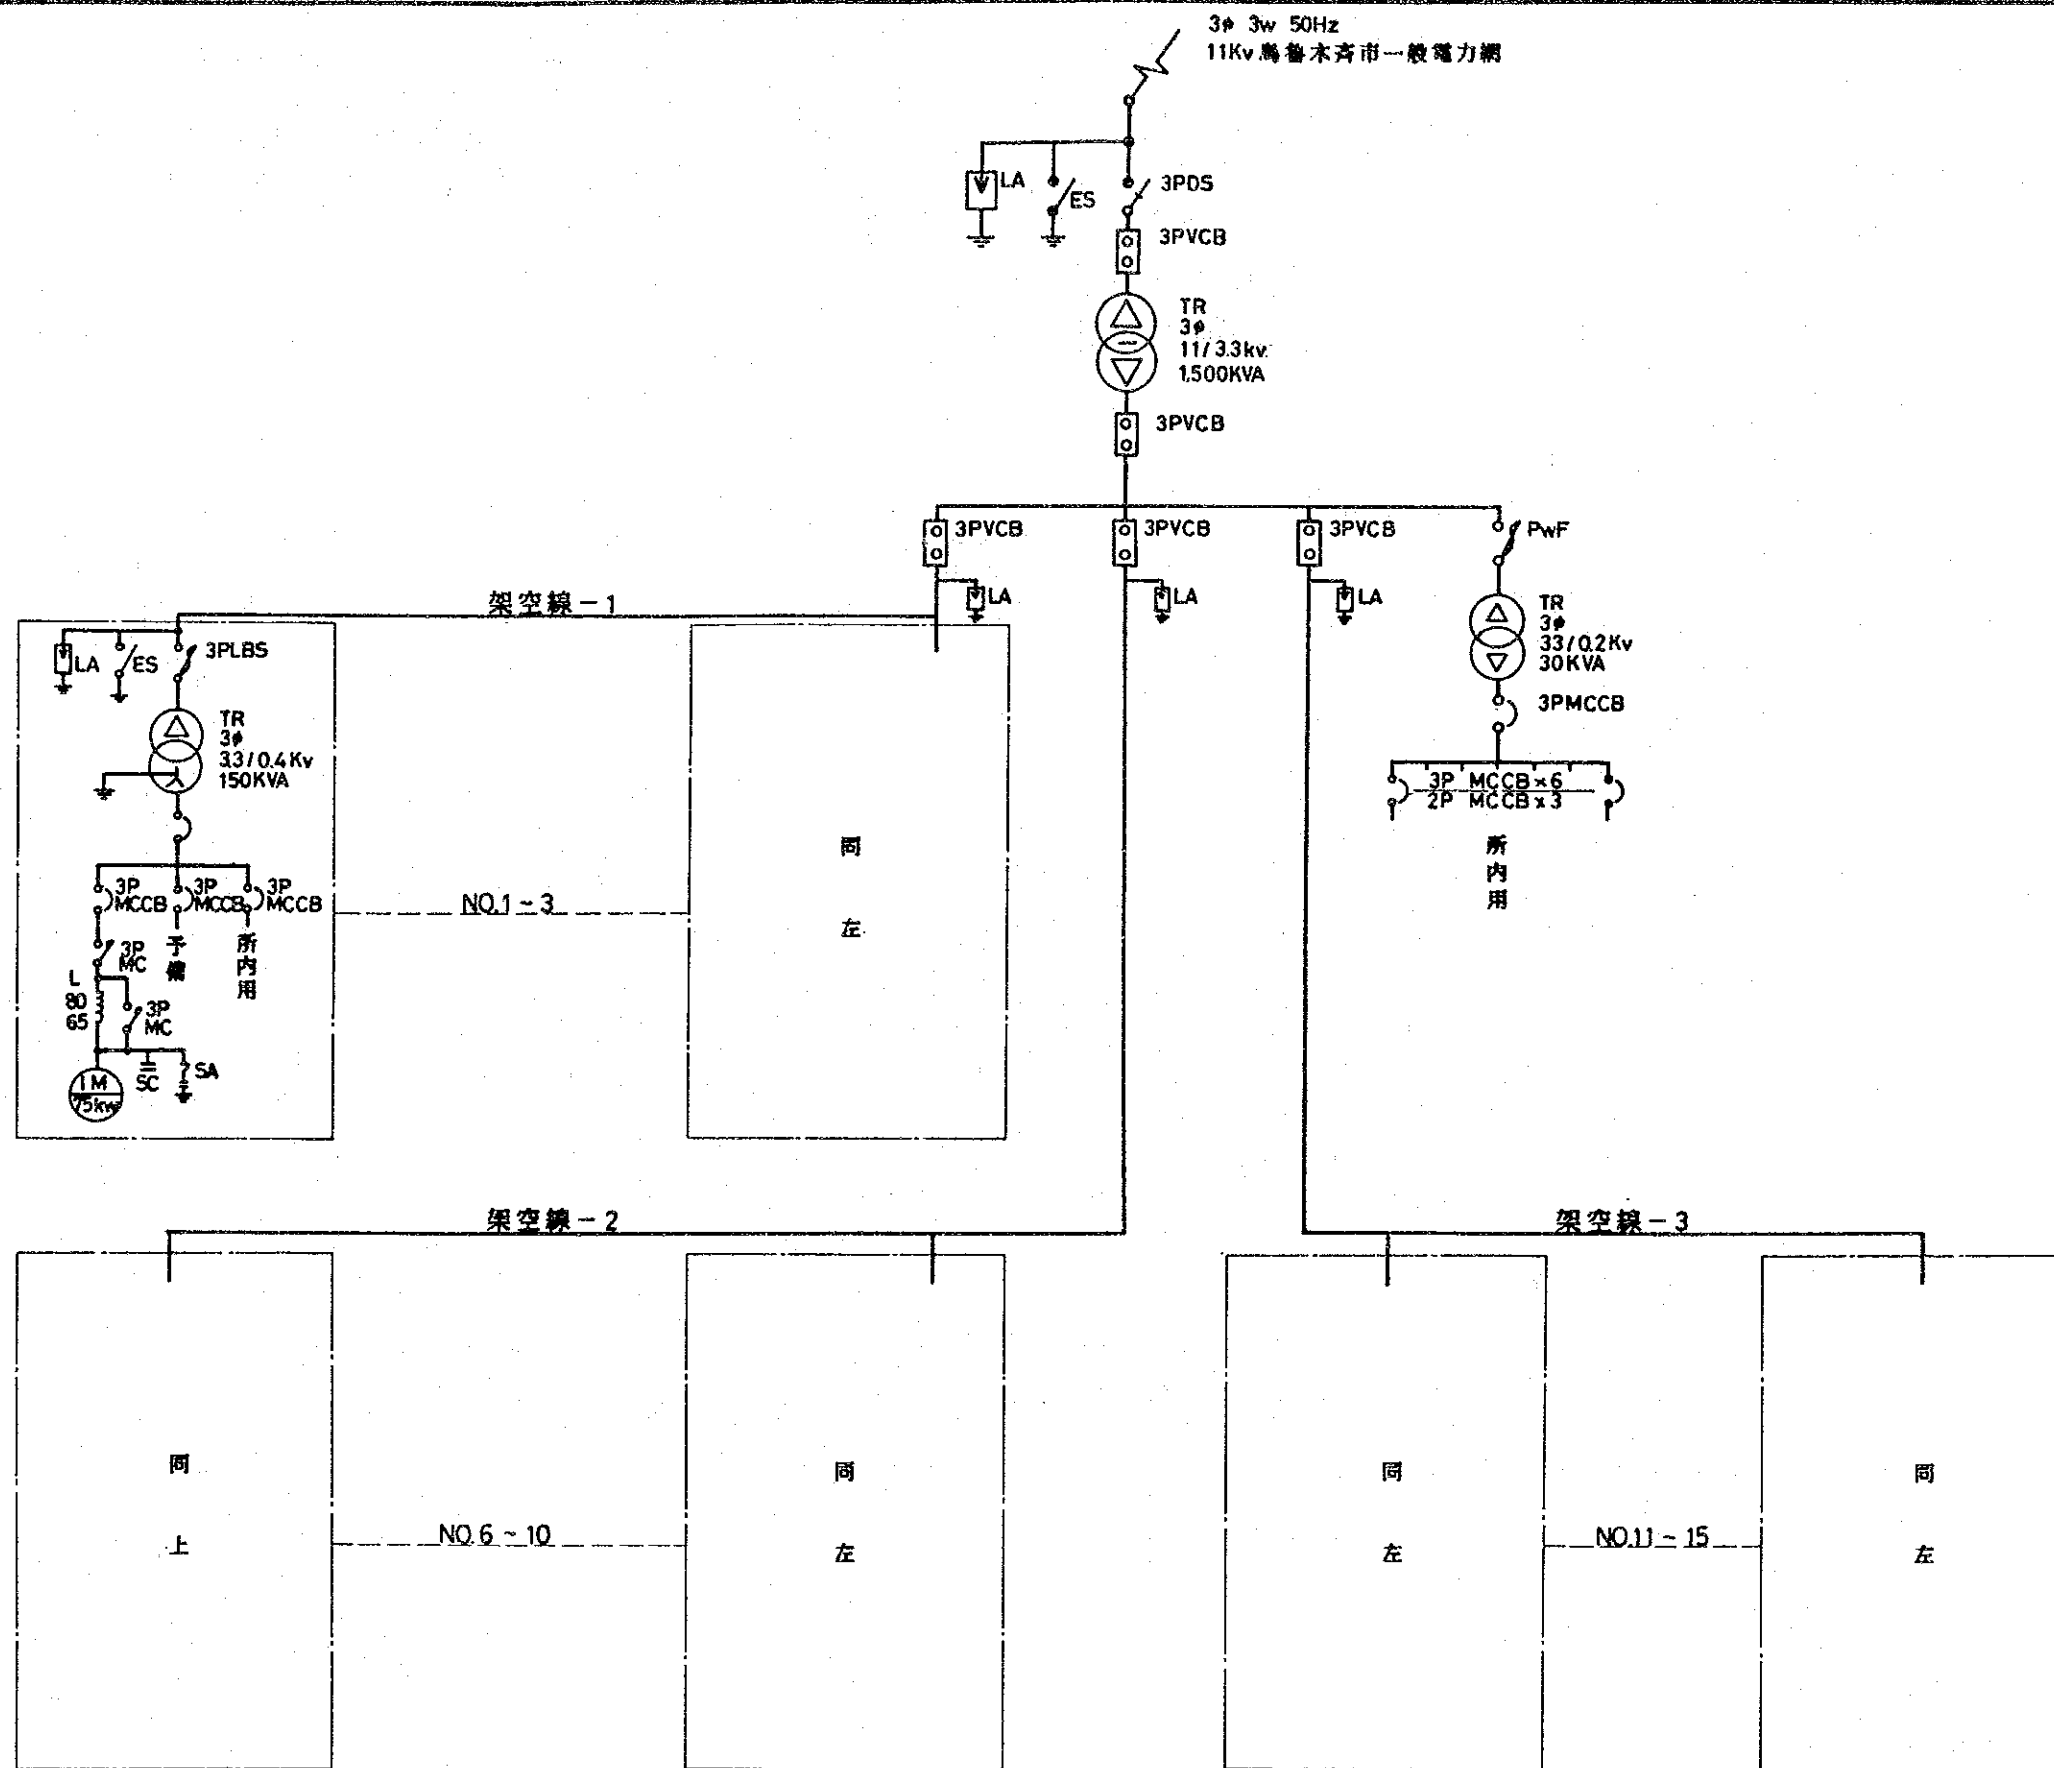 3φ 3w 50Hz
11Kv 烏魯木斉市一般電力網
LA
ES
3PDS
3PVCB
TR
3φ
11/3.3kv.
1,500KVA
3PVCB
3PVCB
3PVCB
3PVCB
PwF
LA
LA
LA
架空線-1
LA
ES
3PLBS
TR
3φ
33/0.2Kv
30KVA
3PMCCB
TR
3φ
3.3/0.4Kv
150KVA
3P MCCB×6
2P MCCB×3
所内用
3P
MCCB
3P
MCCB
3P
MCCB
NO.1~3
同左
3P
MC
予備
所内用
L
80
65
3P
MC
SC
SA
IM
75kw
架空線-2
架空線-3
同上
NO.6~10
同左
同左
NO.11~15
同左